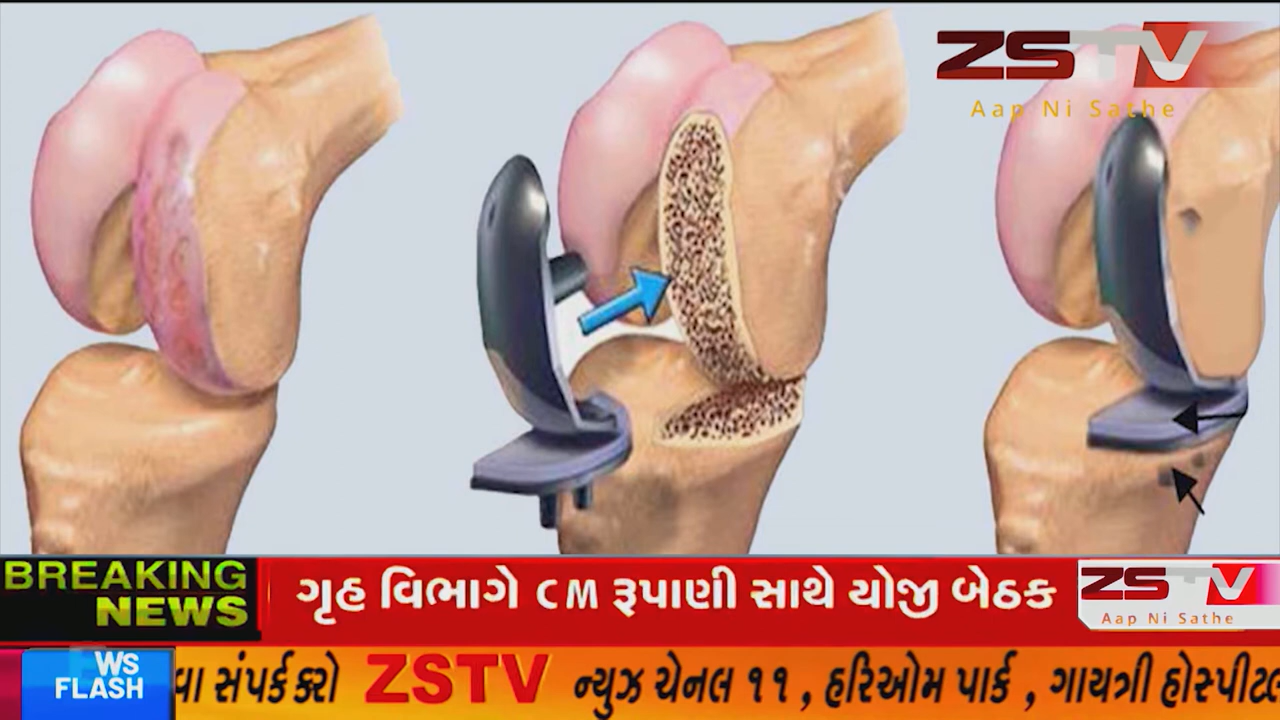 ZSTV
Aap Ni Sathe
BREAKING
NEWS
ગૃહ વિભાગે CM રૂપાણી સાથે યોજી બેઠક
ZSTV
Aap Ni Sathe
WS
FLASH
સંપર્ક કરો ZSTV ન્યુઝ ચેનલ ૧૧ , હરિઓમ પાર્ક , ગાયત્રી